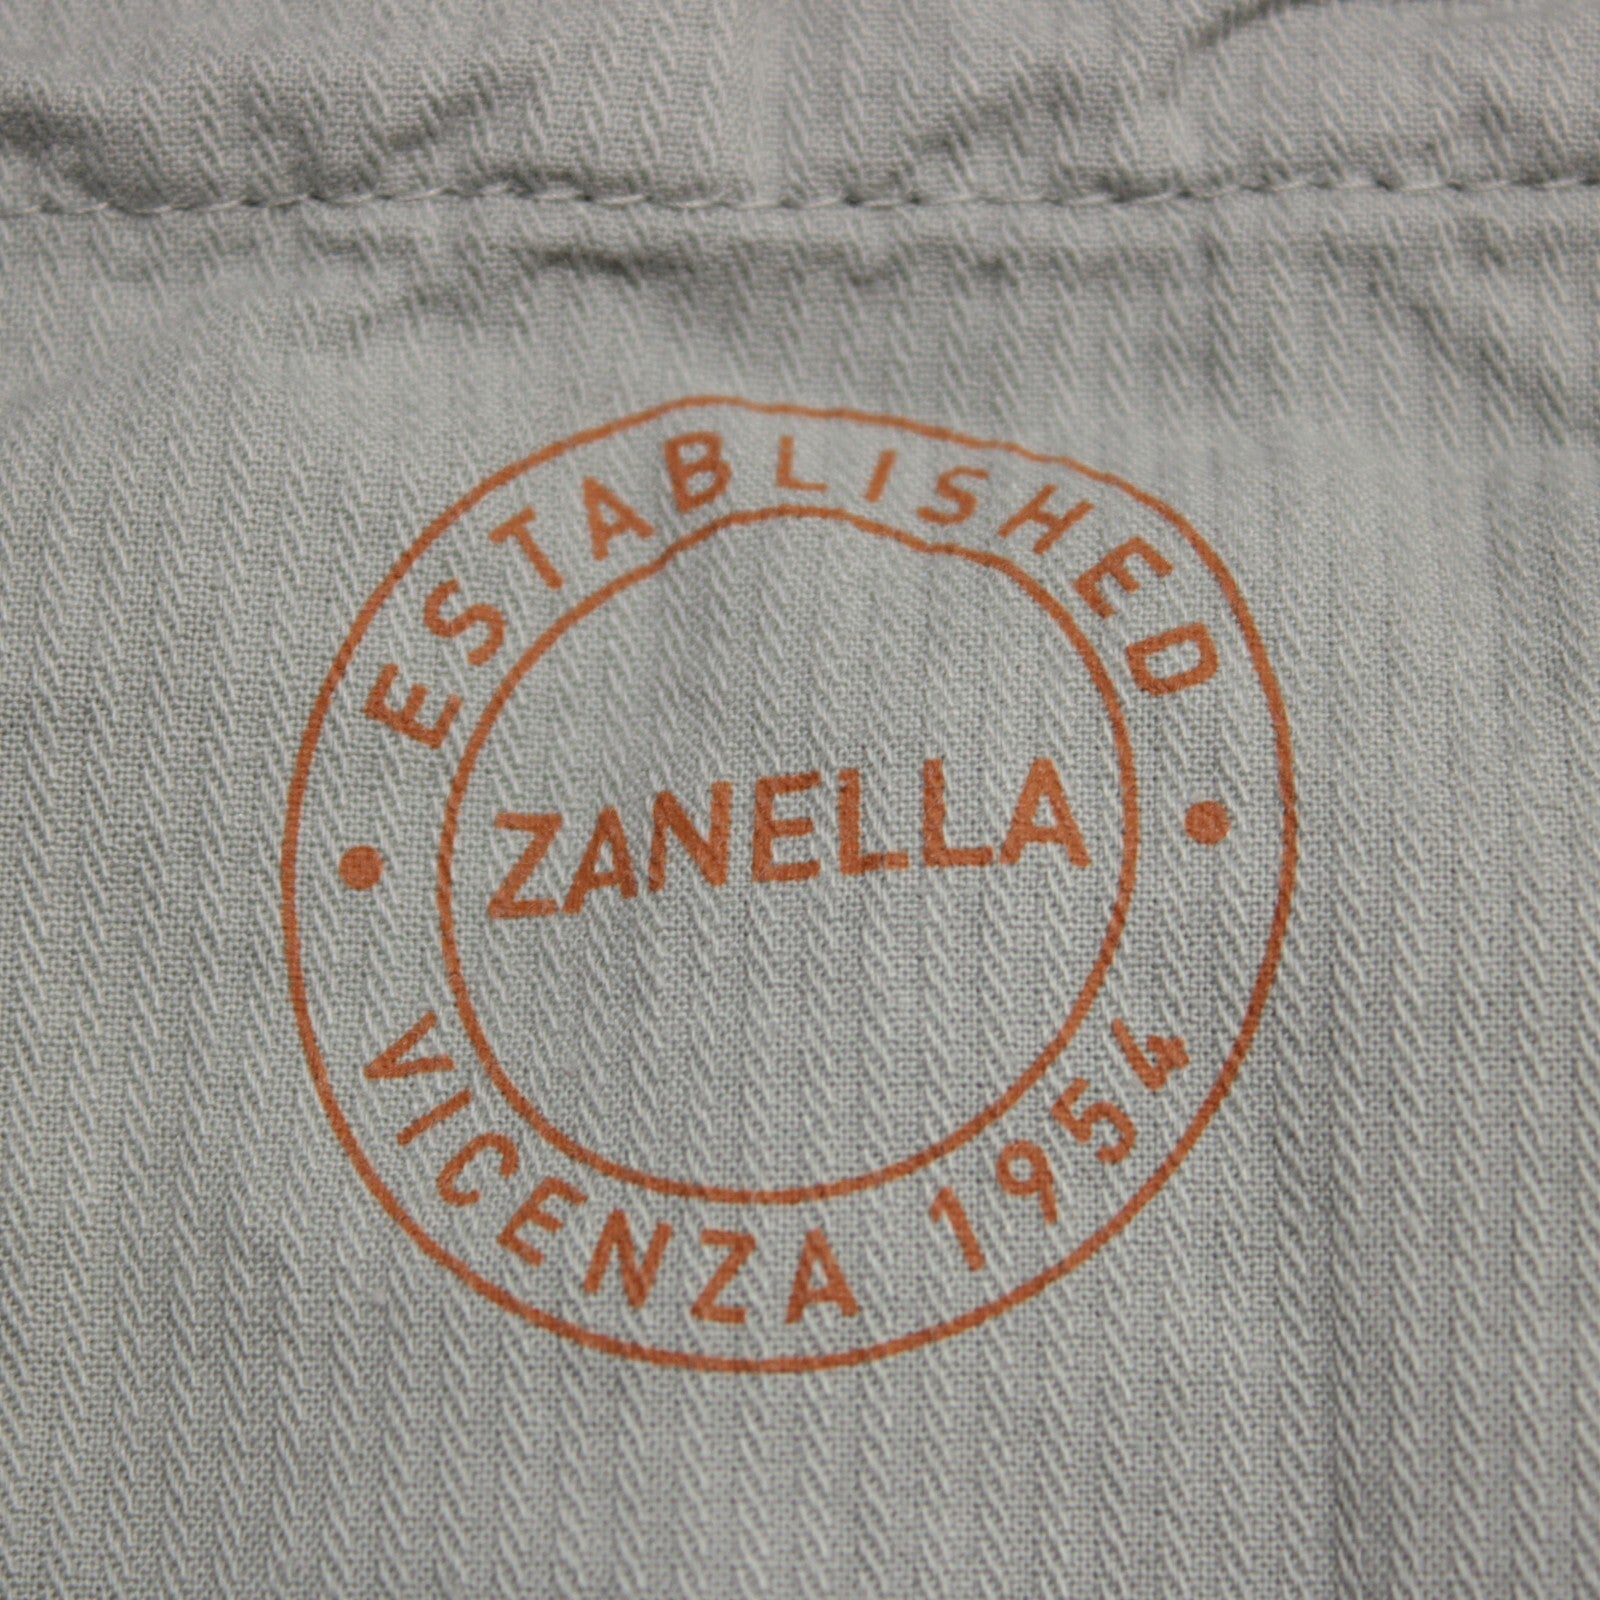 ESTABLISHED
ZANELLA
VICENZA 1954